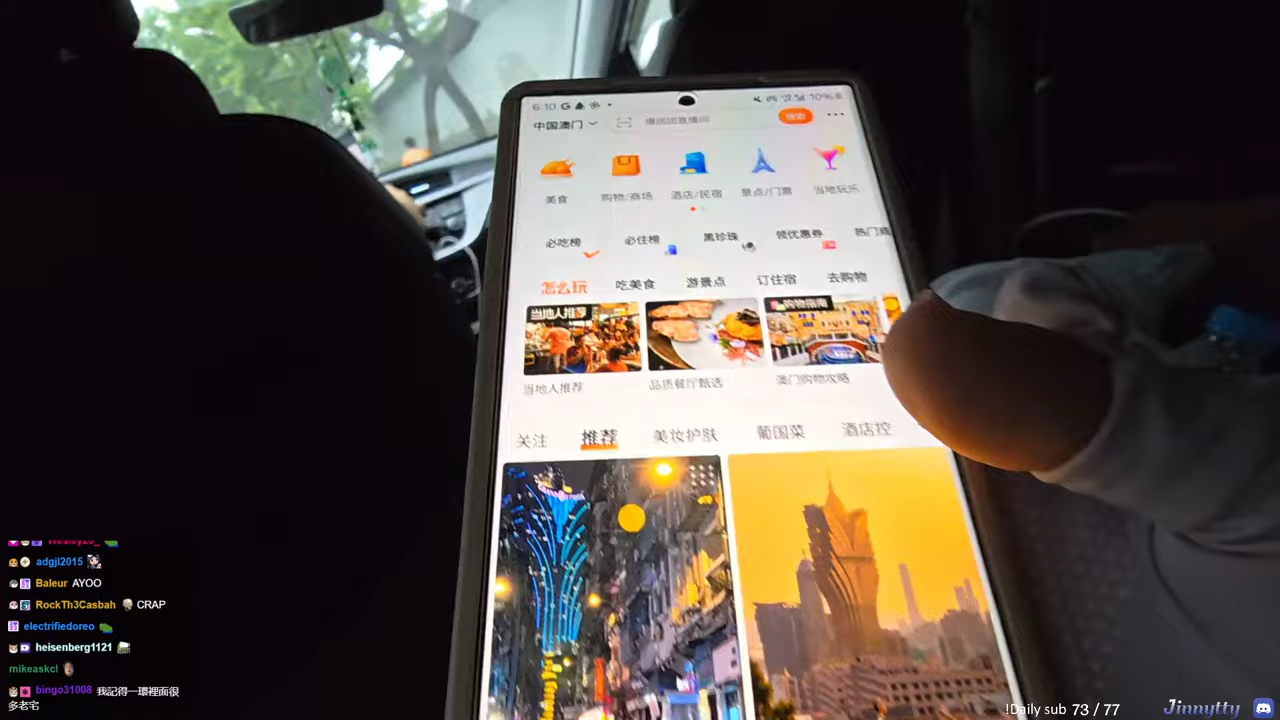 6:10 G 10%
中国澳门
搜索
美食 购物/商场 酒店/民宿 景点/门票 当地玩乐
必吃榜 必住榜 黑珍珠 领优惠券 热门商
怎么玩 吃美食 游景点 订住宿 去购物
当地人推荐 购物指南
当地人推荐 品质餐厅甄选 澳门购物攻略
关注 推荐 美妆护肤 葡国菜 酒店控
adgjl2015
Baleur AYOO
RockTh3Casbah CRAP
electrifiedoreo
heisenberg1121
mikeaskcl
bingo31008 我記得一環裡面很
多老宅
!Daily sub 73 / 77
Jinnytty